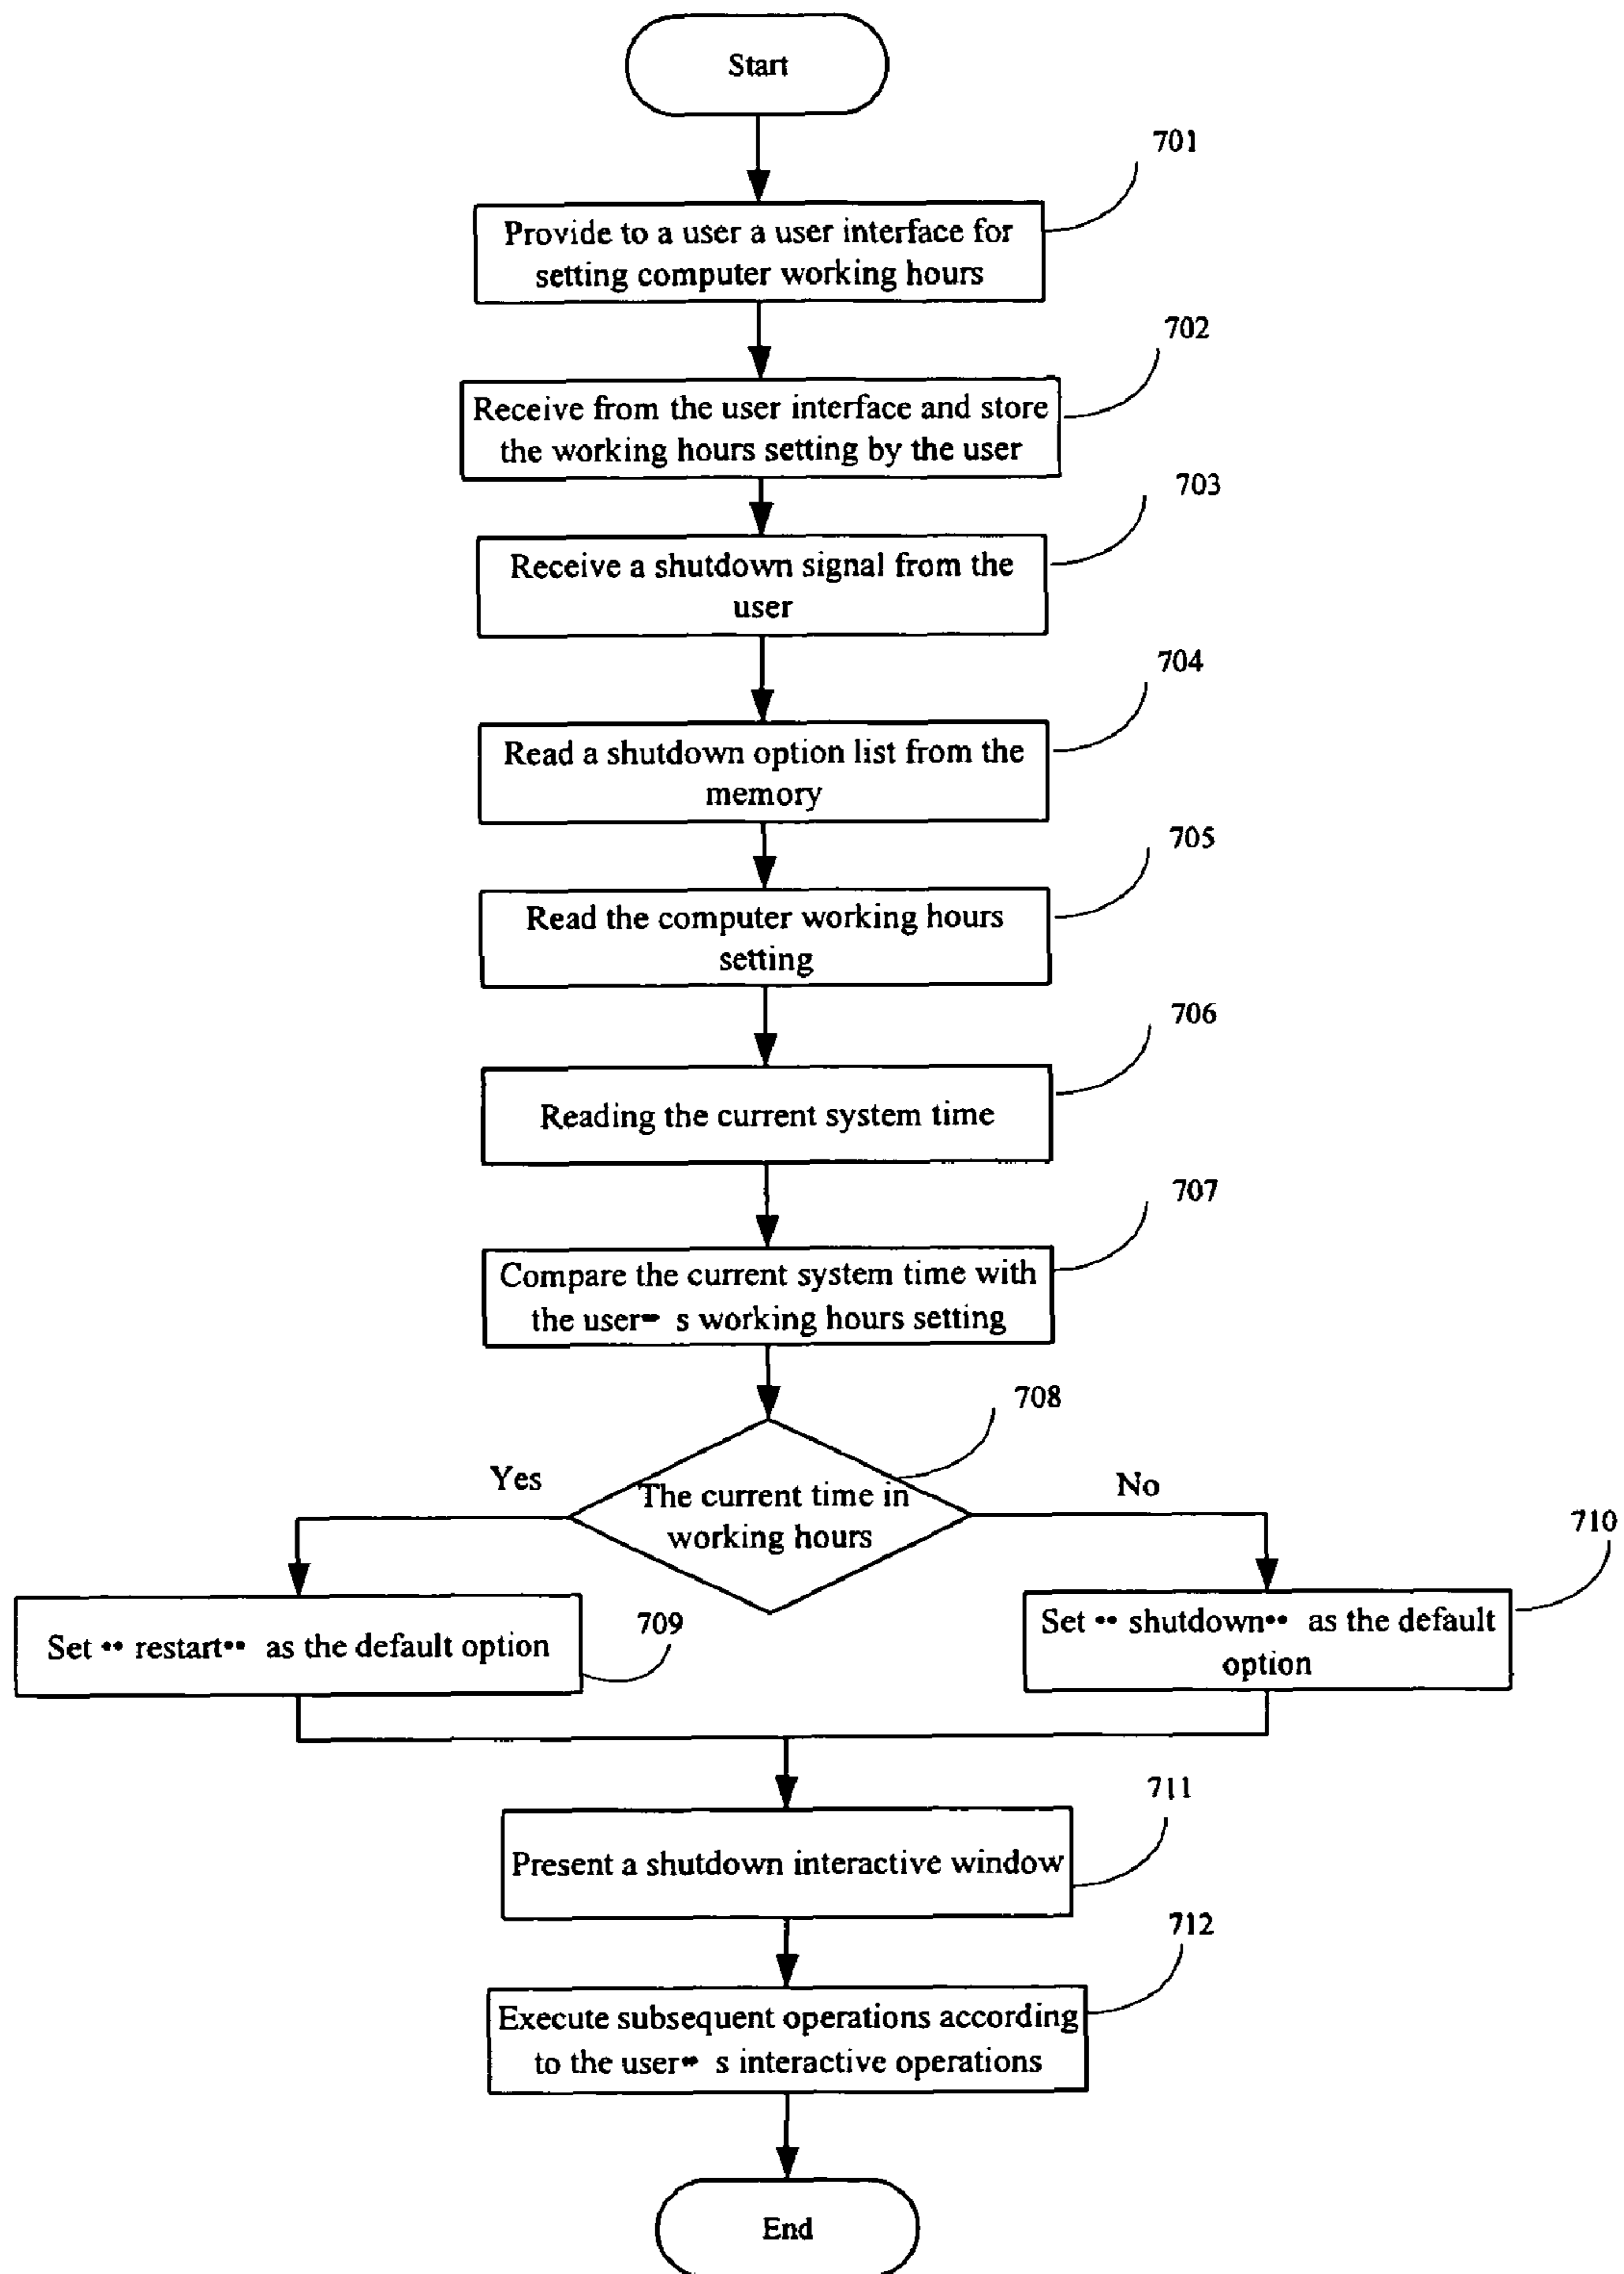 Start
701
Provide to a user a user interface for
setting computer working hours
702
Receive from the user interface and store
the working hours setting by the user
703
Receive a shutdown signal from the
user
704
Read a shutdown option list from the
memory
705
Read the computer working hours
setting
706
Reading the current system time
707
Compare the current system time with
the user•• s working hours setting
708
Yes
The current time in
working hours
No
710
709
Set •• restart•• as the default option
Set •• shutdown•• as the default
option
711
Present a shutdown interactive window
712
Execute subsequent operations according
to the user•• s interactive operations
End